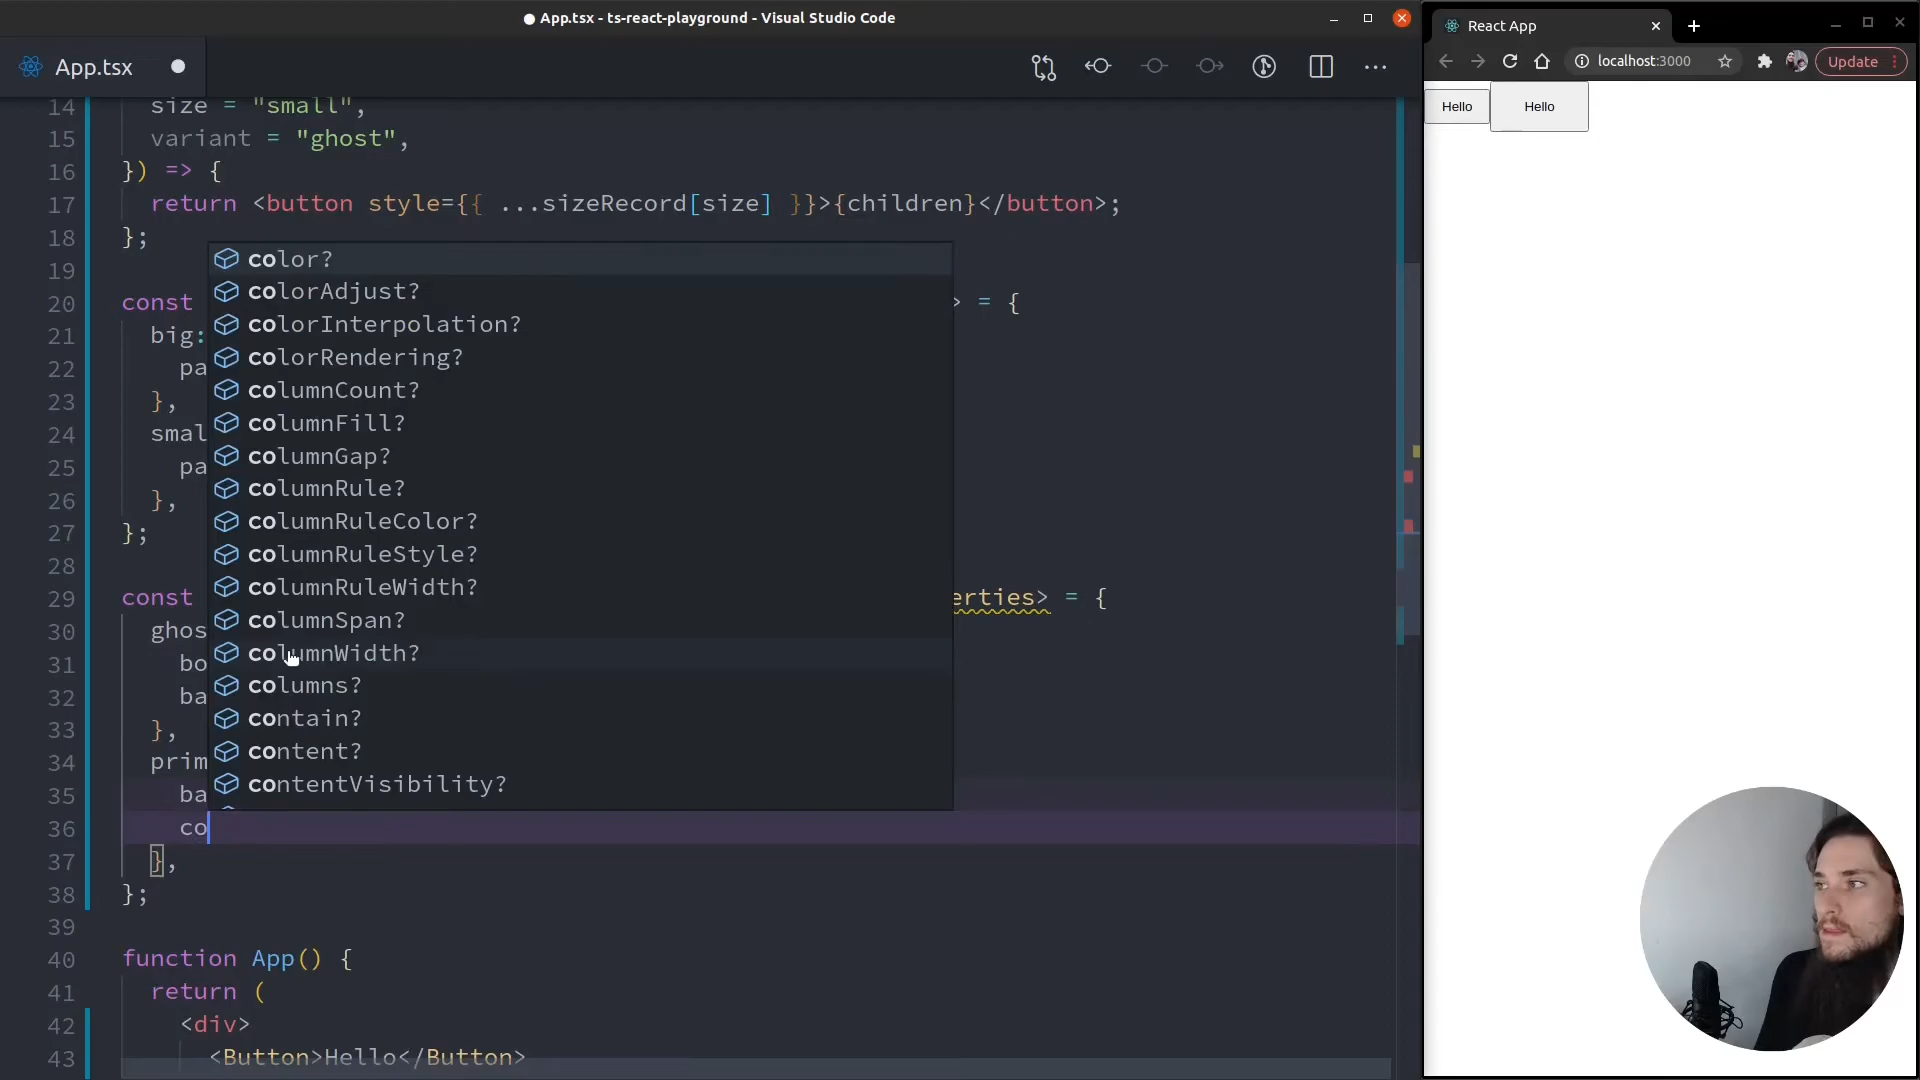 App.tsx - ts-react-playground - Visual Studio Code
App.tsx
14 size = "small",
15 variant = "ghost",
16 }) => {
17 return <button style={{ ...sizeRecord[size] }}>{children}</button>;
18 };
19
20 const > = {
21 big:
22 pa
23 },
24 smal
25 pa
26 },
27 };
28
29 const erties> = {
30 ghos
31 bo
32 ba
33 },
34 prim
35 ba
36 co
37 },
38 };
39
40 function App() {
41 return (
42 <div>
43 <Button>Hello</Button>
color?
colorAdjust?
colorInterpolation?
colorRendering?
columnCount?
columnFill?
columnGap?
columnRule?
columnRuleColor?
columnRuleStyle?
columnRuleWidth?
columnSpan?
columnWidth?
columns?
contain?
content?
contentVisibility?
React App
localhost:3000
Update
Hello
Hello